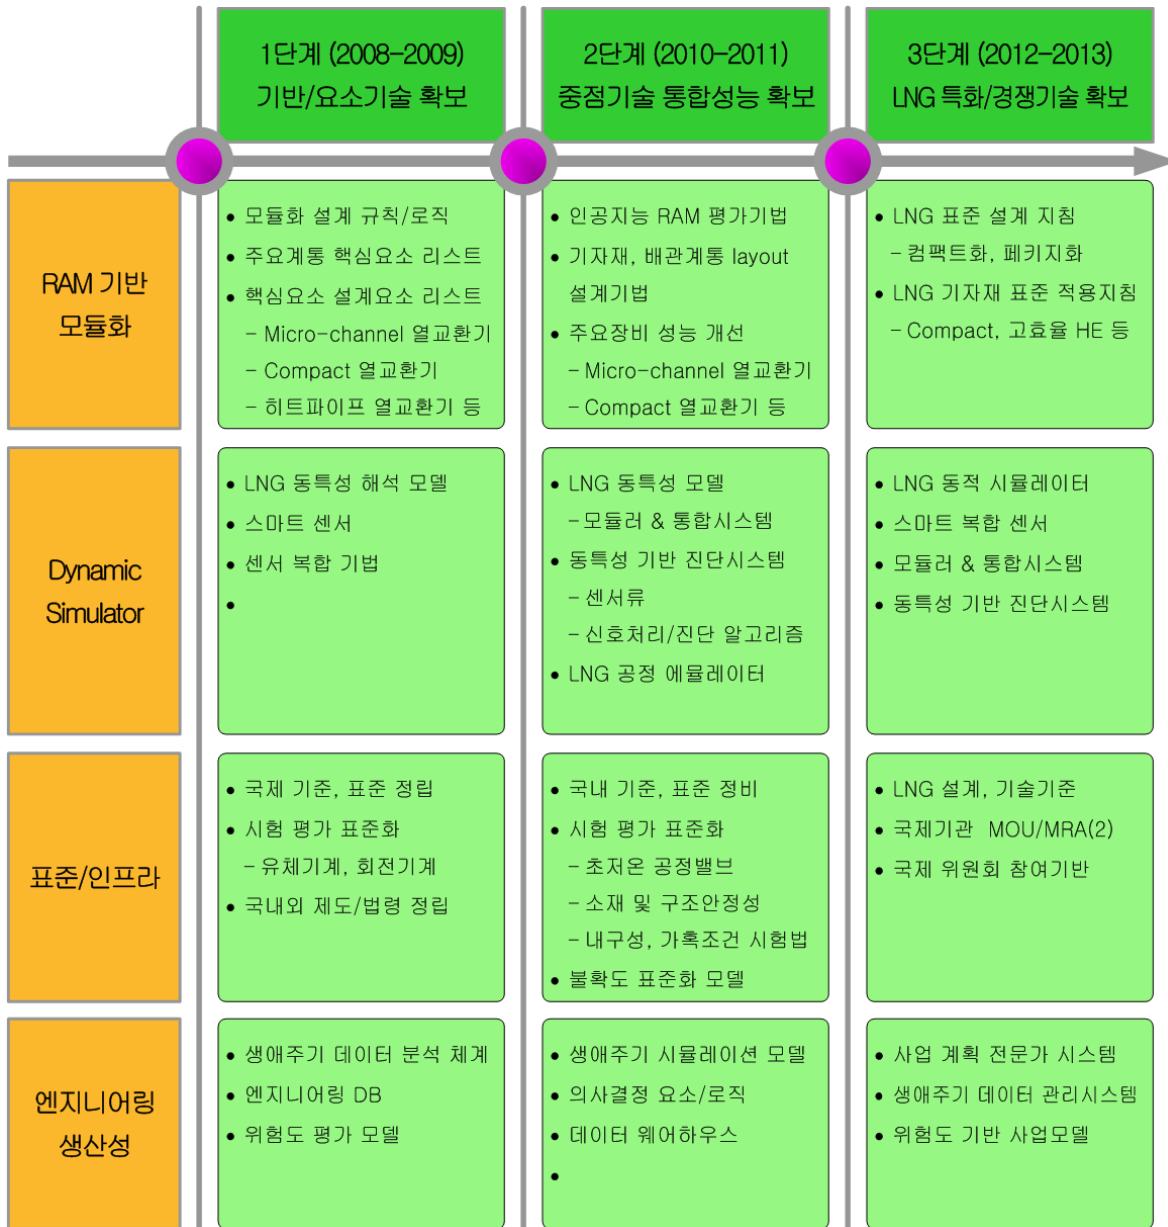 1단계 (2008-2009)
기반/요소기술 확보
2단계 (2010-2011)
중점기술 통합성능 확보
3단계 (2012-2013)
LNG 특화/경쟁기술 확보
RAM 기반
모듈화
• 모듈화 설계 규칙/로직
• 주요계통 핵심요소 리스트
• 핵심요소 설계요소 리스트
- Micro-channel 열교환기
- Compact 열교환기
- 히트파이프 열교환기 등
• 인공지능 RAM 평가기법
• 기자재, 배관계통 layout
설계기법
• 주요장비 성능 개선
- Micro-channel 열교환기
- Compact 열교환기 등
• LNG 표준 설계 지침
- 컴팩트화, 페키지화
• LNG 기자재 표준 적용지침
- Compact, 고효율 HE 등
Dynamic
Simulator
• LNG 동특성 해석 모델
• 스마트 센서
• 센서 복합 기법
•
• LNG 동특성 모델
- 모듈러 & 통합시스템
• 동특성 기반 진단시스템
- 센서류
- 신호처리/진단 알고리즘
• LNG 공정 에뮬레이터
• LNG 동적 시뮬레이터
• 스마트 복합 센서
• 모듈러 & 통합시스템
• 동특성 기반 진단시스템
표준/인프라
• 국제 기준, 표준 정립
• 시험 평가 표준화
- 유체기계, 회전기계
• 국내외 제도/법령 정립
• 국내 기준, 표준 정비
• 시험 평가 표준화
- 초저온 공정밸브
- 소재 및 구조안정성
- 내구성, 가혹조건 시험법
• 불확도 표준화 모델
• LNG 설계, 기술기준
• 국제기관 MOU/MRA(2)
• 국제 위원회 참여기반
엔지니어링
생산성
• 생애주기 데이터 분석 체계
• 엔지니어링 DB
• 위험도 평가 모델
• 생애주기 시뮬레이션 모델
• 의사결정 요소/로직
• 데이터 웨어하우스
•
• 사업 계획 전문가 시스템
• 생애주기 데이터 관리시스템
• 위험도 기반 사업모델